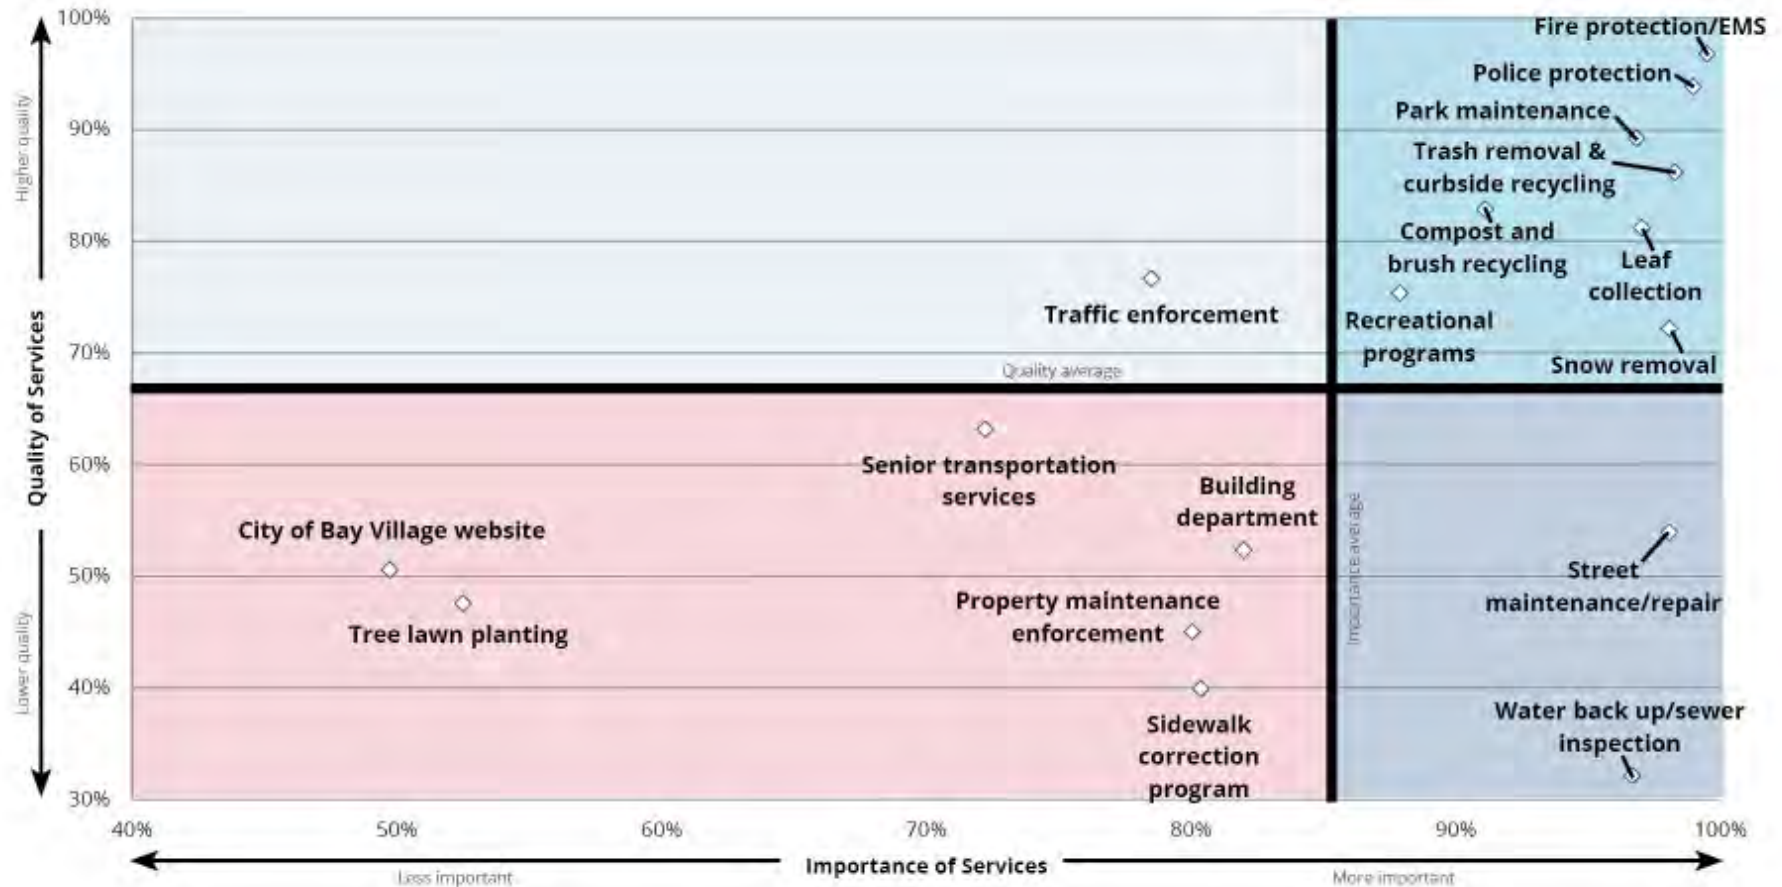 100%
90%
80%
70%
60%
50%
40%
30%
Higher quality
Quality of Services
Lower quality
Fire protection/EMS
Police protection
Park maintenance
Trash removal &
curbside recycling
Compost and
brush recycling
Leaf
collection
Traffic enforcement
Recreational
programs
Snow removal
Quality average
Senior transportation
services
Building
department
Importance average
City of Bay Village website
Tree lawn planting
Property maintenance
enforcement
Street
maintenance/repair
Sidewalk
correction
program
Water back up/sewer
inspection
40%
50%
60%
70%
80%
90%
100%
Importance of Services
Less important
More important